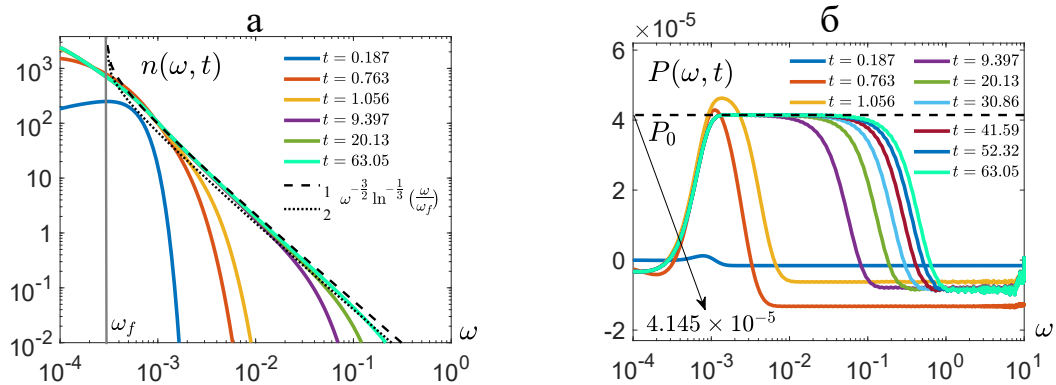 а
n(ω, t)
t = 0.187
t = 0.763
t = 1.056
t = 9.397
t = 20.13
t = 63.05
1
2
ω^{-3/2} ln^{-1/3} (ω/ω_f)
10^3
10^2
10
1
10^{-1}
10^{-2}
ω_f
ω
10^{-4}
10^{-3}
10^{-2}
10^{-1}
10^0
б
× 10^{-5}
P(ω, t)
t = 0.187
t = 0.763
t = 1.056
t = 9.397
t = 20.13
t = 30.86
t = 41.59
t = 52.32
t = 63.05
P_0
6
4
2
0
-2
4.145 × 10^{-5}
ω
10^{-4}
10^{-3}
10^{-2}
10^{-1}
10^0
10^1